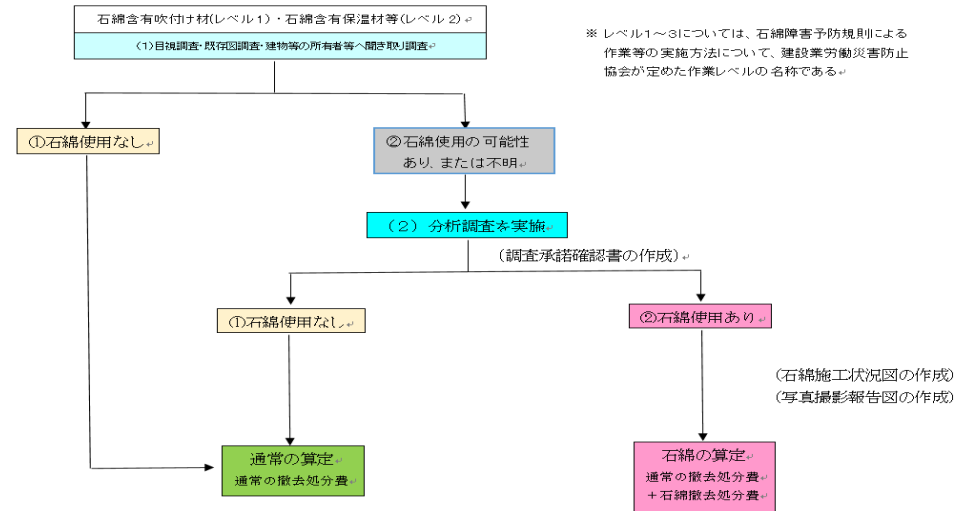 石綿含有吹付け材(レベル1)・石綿含有保温材等(レベル2)
(1)目視調査・既存図調査・建物等の所有者等へ聞き取り調査
※ レベル1～3については、石綿障害予防規則による
作業等の実施方法について、建設業労働災害防止
協会が定めた作業レベルの名称である
①石綿使用なし
②石綿使用の可能性
あり、または不明
(2) 分析調査を実施
(調査承諾確認書の作成)
①石綿使用なし
②石綿使用あり
(石綿施工状況図の作成)
(写真撮影報告図の作成)
通常の算定
通常の撤去処分費
石綿の算定
通常の撤去処分費
+石綿撤去処分費